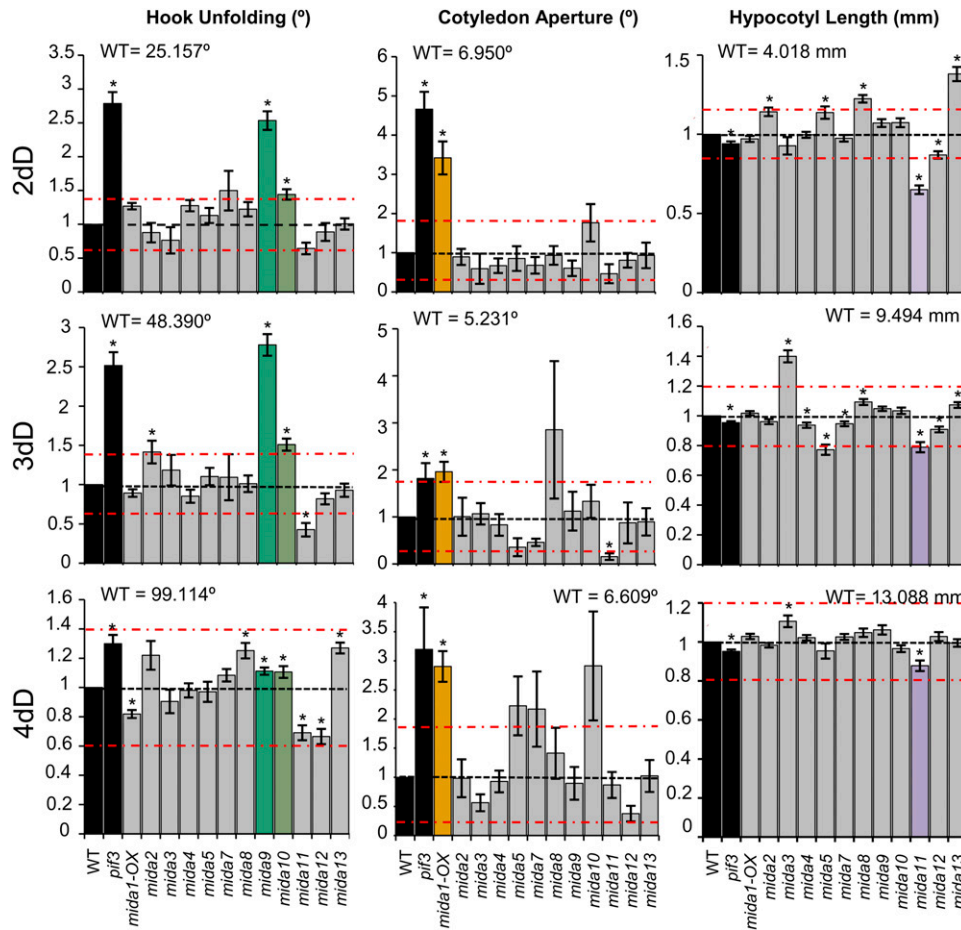 Hook Unfolding (º) Cotyledon Aperture (º) Hypocotyl Length (mm)
2dD
WT= 25.157º
3
2.5
2
1.5
1
0.5
0
* * *
WT= 6.950º
6
5
4
3
2
1
0
* *
WT= 4.018 mm
1.5
1
0.5
0
* * * * * * *
3dD
WT= 48.390º
3
2.5
2
1.5
1
0.5
0
* * * * *
WT= 5.231º
5
4
3
2
1
0
* * *
WT = 9.494 mm
1.6
1.4
1.2
1
0.8
0.6
0.4
0.2
0
* * * * * * * * *
4dD
WT= 99.114º
1.6
1.4
1.2
1
0.8
0.6
0.4
0.2
0
* * * * * * * *
WT = 6.609º
4
3.5
3
2.5
2
1.5
1
0.5
0
* *
WT= 13.088 mm
1.2
1
0.8
0.6
0.4
0.2
0
* * *
WT pif3 mida1-OX mida2 mida3 mida4 mida5 mida7 mida8 mida9 mida10 mida11 mida12 mida13
WT pif3 mida1-OX mida2 mida3 mida4 mida5 mida7 mida8 mida9 mida10 mida11 mida12 mida13
WT pif3 mida1-OX mida2 mida3 mida4 mida5 mida7 mida8 mida9 mida10 mida11 mida12 mida13